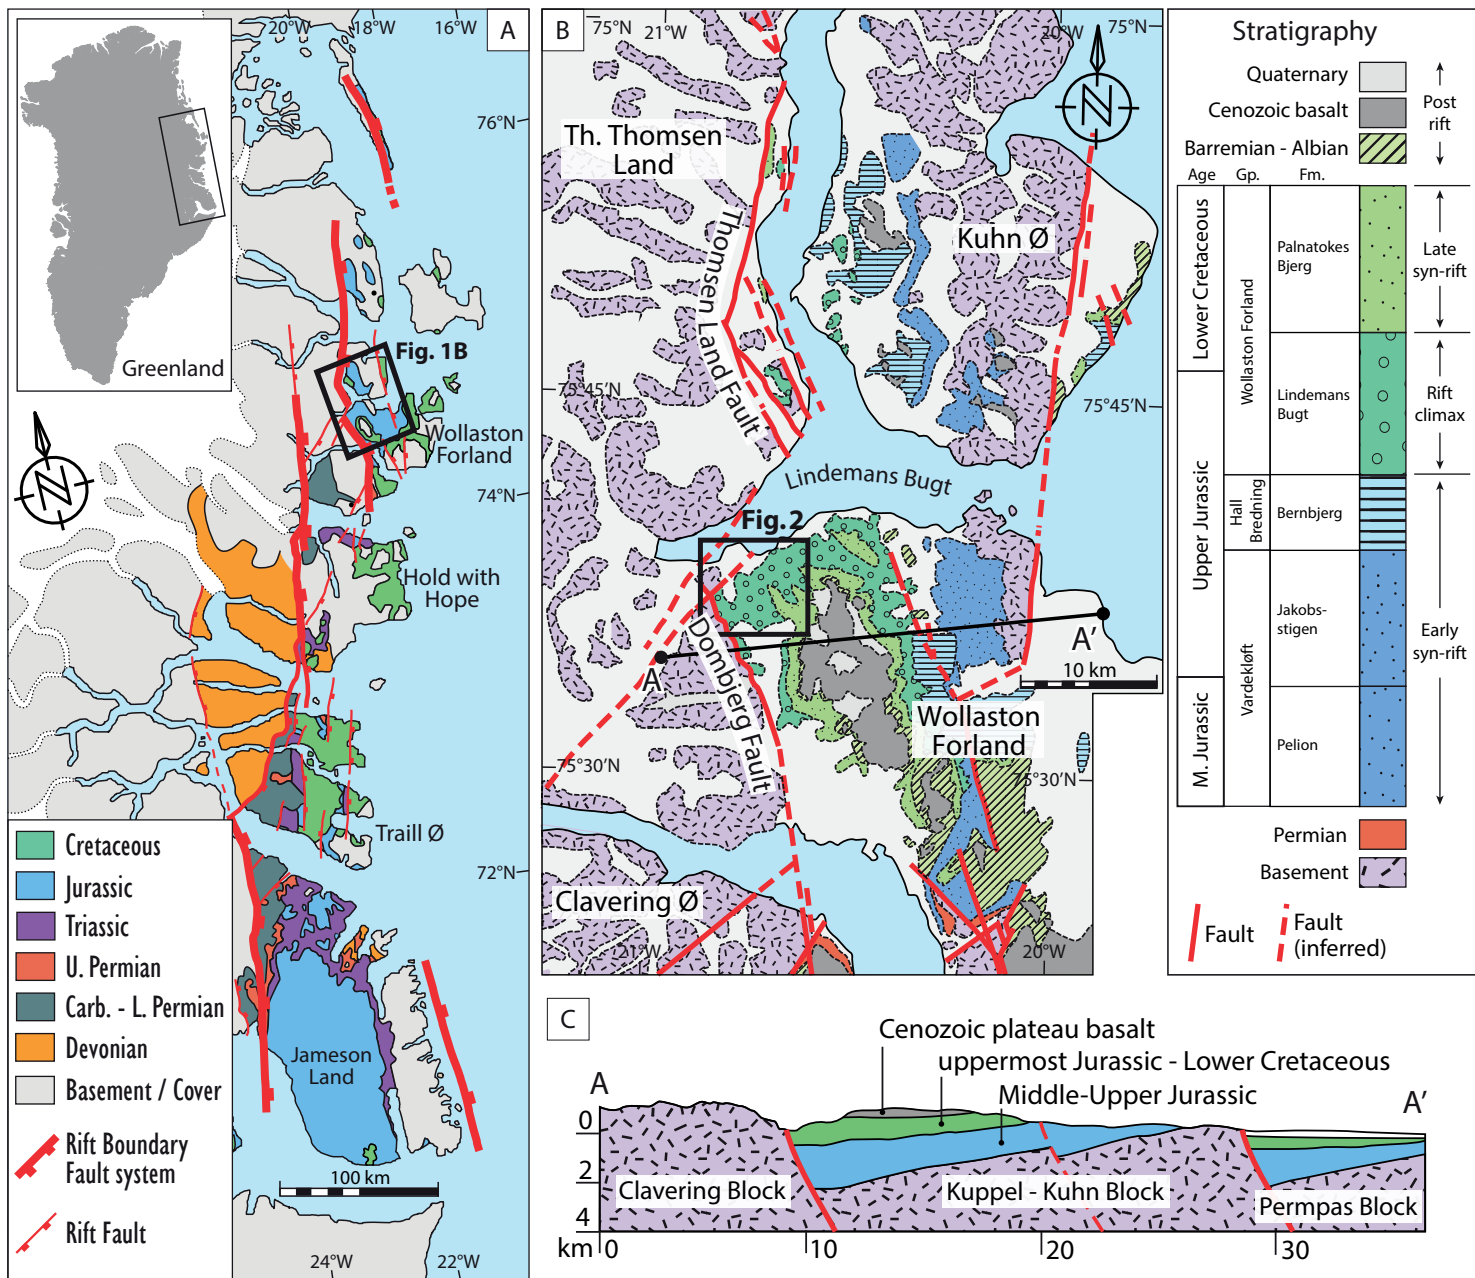 20°W
18°W
16°W
A
76°N
Greenland
Fig. 1B
Wollaston
Forland
74°N
N
Hold with
Hope
Traill Ø
72°N
Jameson
Land
100 km
24°W
22°W
Cretaceous
Jurassic
Triassic
U. Permian
Carb. - L. Permian
Devonian
Basement / Cover
Rift Boundary
Fault system
Rift Fault
B
75°N
21°W
20°W
75°N
N
Th. Thomsen
Land
Thomsen Land Fault
Kuhn Ø
75°45'N
75°45'N
Lindemans Bugt
Fig.2
Dombjerg Fault
A
A'
10 km
Wollaston
Forland
75°30'N
75°30'N
Clavering Ø
21°W
20°W
Stratigraphy
Quaternary
Cenozoic basalt
Barremian - Albian
Post
rift
Age
Gp.
Fm.
Lower Cretaceous
Upper Jurassic
M. Jurassic
Wollaston Forland
Hall
Bredning
Vardekløft
Palnatokes
Bjerg
Lindemans
Bugt
Bernbjerg
Jakobs-
stigen
Pelion
Late
syn-rift
Rift
climax
Early
syn-rift
Permian
Basement
Fault
Fault
(inferred)
C
Cenozoic plateau basalt
uppermost Jurassic - Lower Cretaceous
Middle-Upper Jurassic
A
A'
0
2
4
km
Clavering Block
Kuppel - Kuhn Block
Permpas Block
0
10
20
30